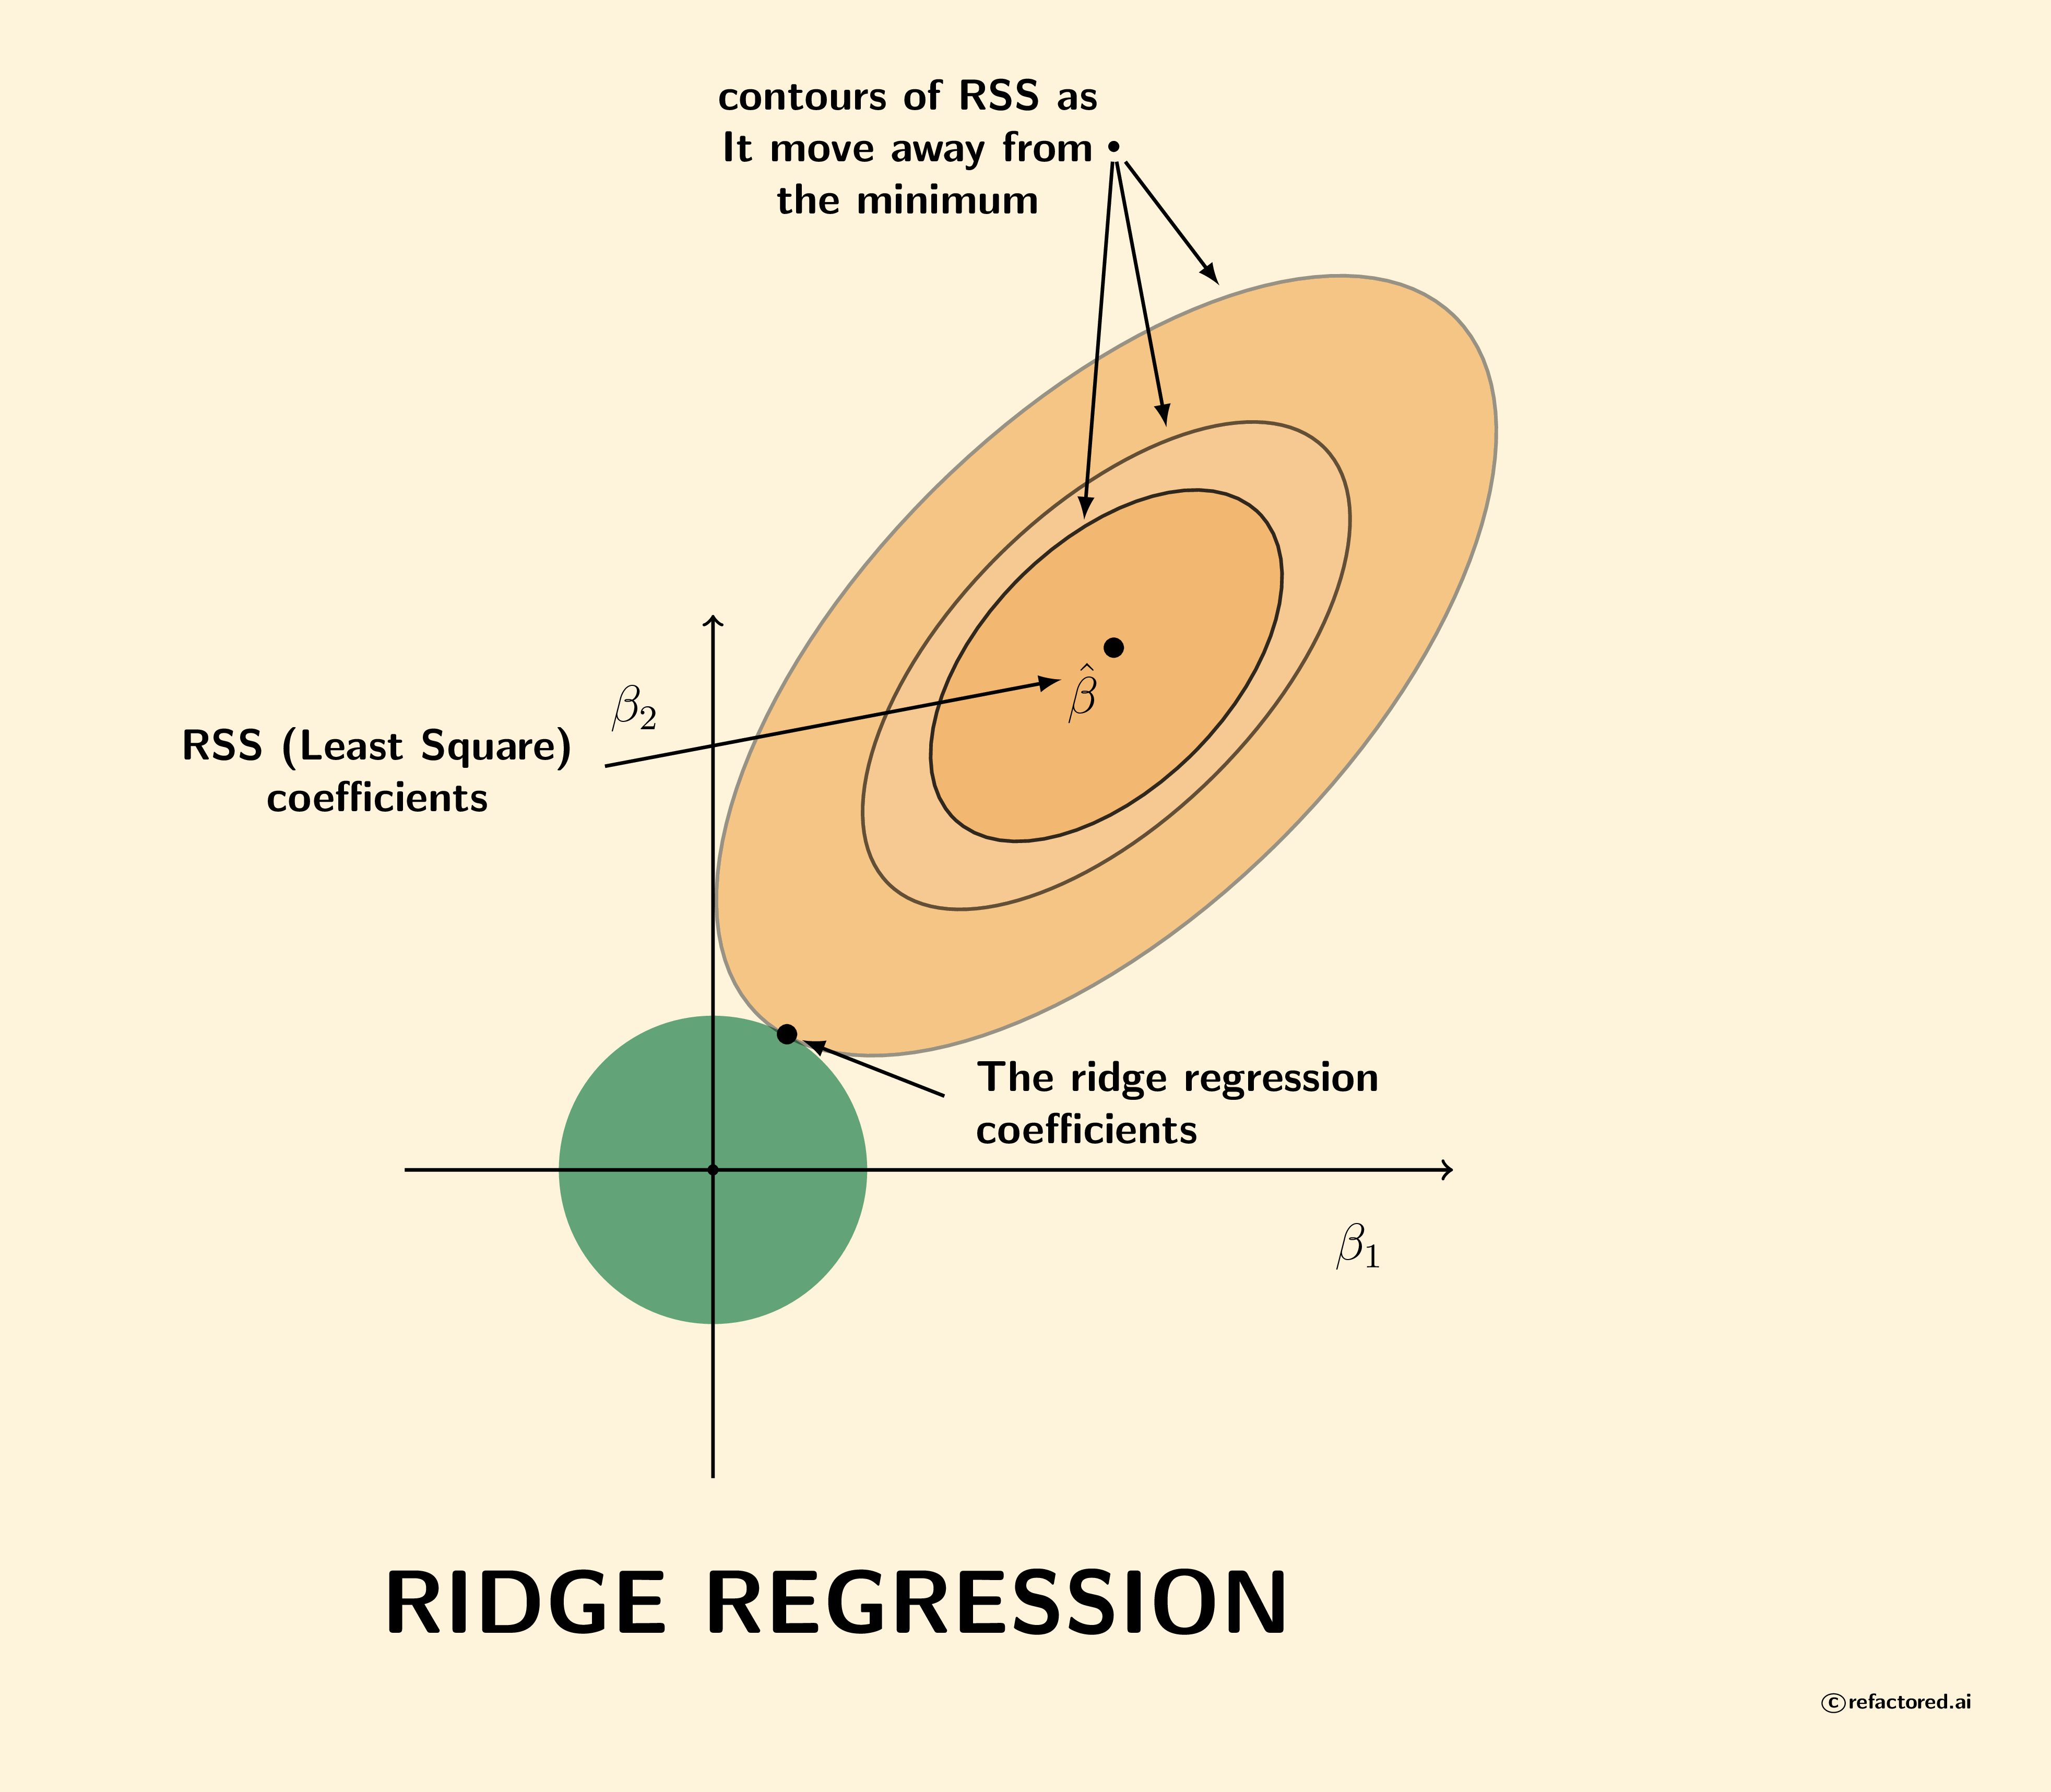 contours of RSS as
It move away from
the minimum
β₂
β̂
RSS (Least Square)
coefficients
The ridge regression
coefficients
β₁
RIDGE REGRESSION
©refactored.ai